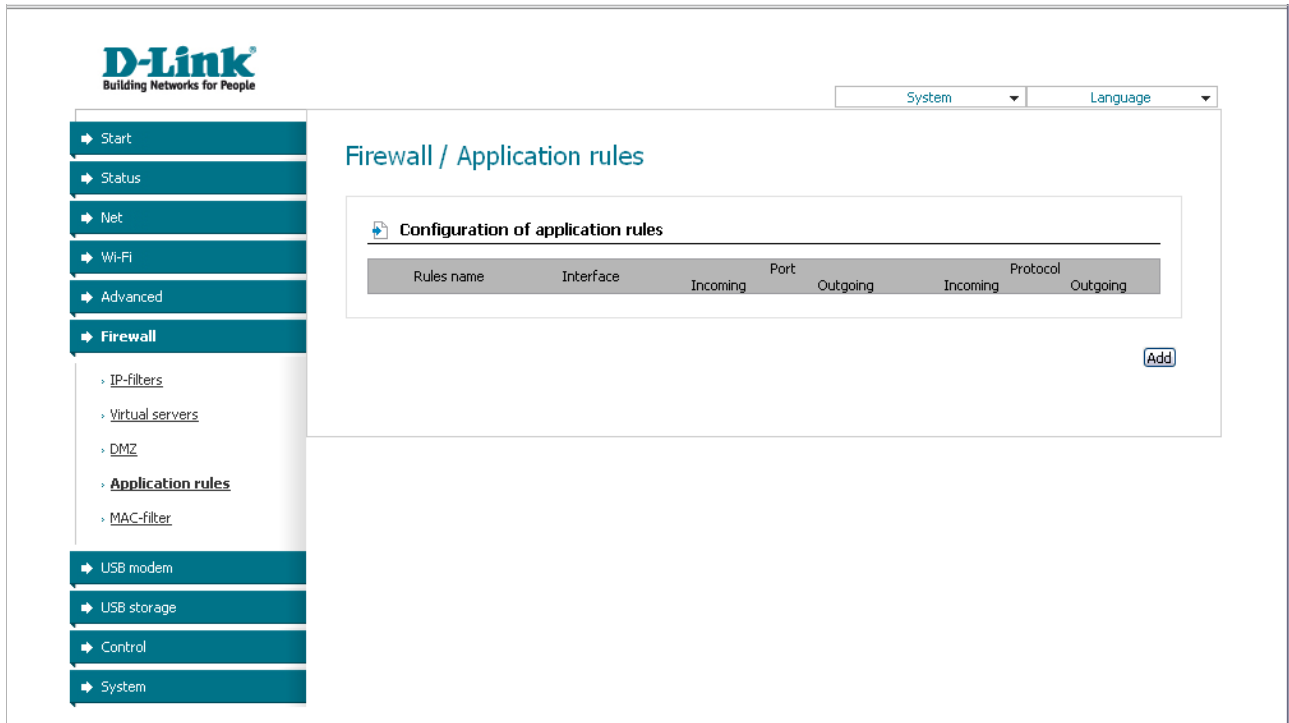 D-Link
Building Networks for People
System Language
Start
Status
Net
Wi-Fi
Advanced
Firewall
IP-filters
Virtual servers
DMZ
Application rules
MAC-filter
USB modem
USB storage
Control
System
Firewall / Application rules
Configuration of application rules
Rules name Interface Port Protocol
Incoming Outgoing Incoming Outgoing
Add